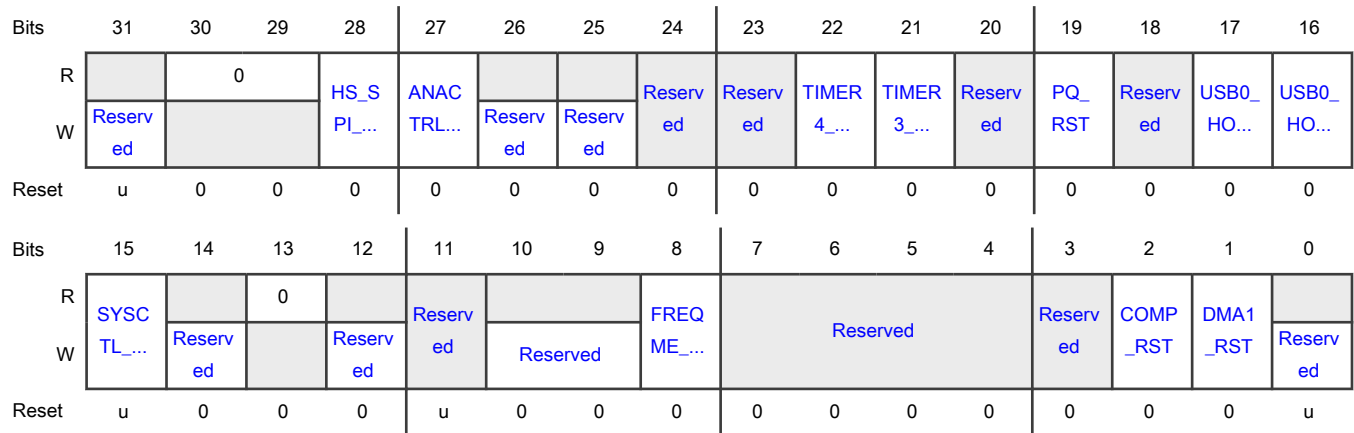 Bits 31 30 29 28 27 26 25 24 23 22 21 20 19 18 17 16
R 0
HS_S ANAC Reserv Reserv TIMER TIMER Reserv PQ_ Reserv USB0_ USB0_
PI_... TRL... ed ed 4_... 3_... ed RST ed HO... HO...
W Reserv Reserv Reserv
ed ed ed
Reset u 0 0 0 0 0 0 0 0 0 0 0 0 0 0 0
Bits 15 14 13 12 11 10 9 8 7 6 5 4 3 2 1 0
R 0
SYSC Reserv FREQ Reserved Reserv COMP DMA1
TL_... ed ME_... ed _RST _RST
W Reserv Reserv Reserved Reserv
ed ed ed
Reset u 0 0 0 u 0 0 0 0 0 0 0 0 0 0 u